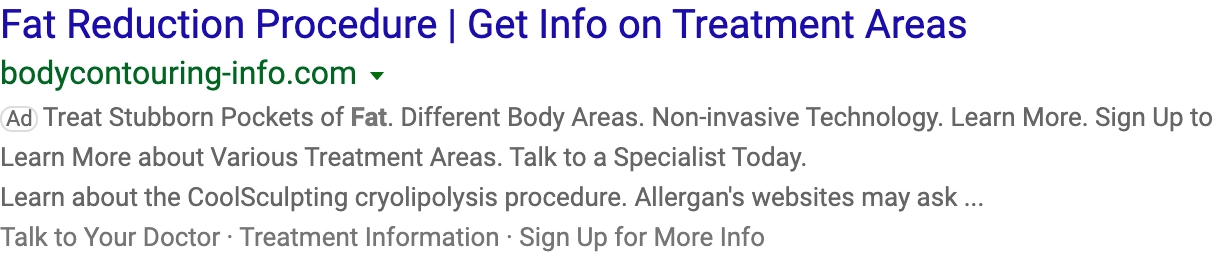 Fat Reduction Procedure | Get Info on Treatment Areas
bodycontouring-info.com
Ad Treat Stubborn Pockets of Fat. Different Body Areas. Non-invasive Technology. Learn More. Sign Up to
Learn More about Various Treatment Areas. Talk to a Specialist Today.
Learn about the CoolSculpting cryolipolysis procedure. Allergan's websites may ask ...
Talk to Your Doctor · Treatment Information · Sign Up for More Info